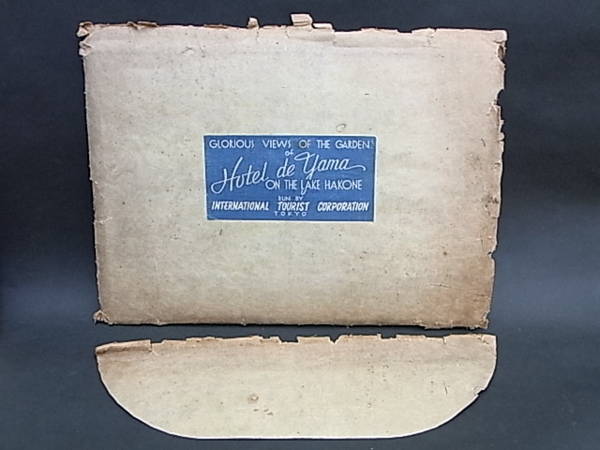 GLORIOUS VIEWS OF THE GARDEN
of
Hotel de Yama
ON THE LAKE HAKONE
RUN BY
INTERNATIONAL TOURIST CORPORATION
TOKYO